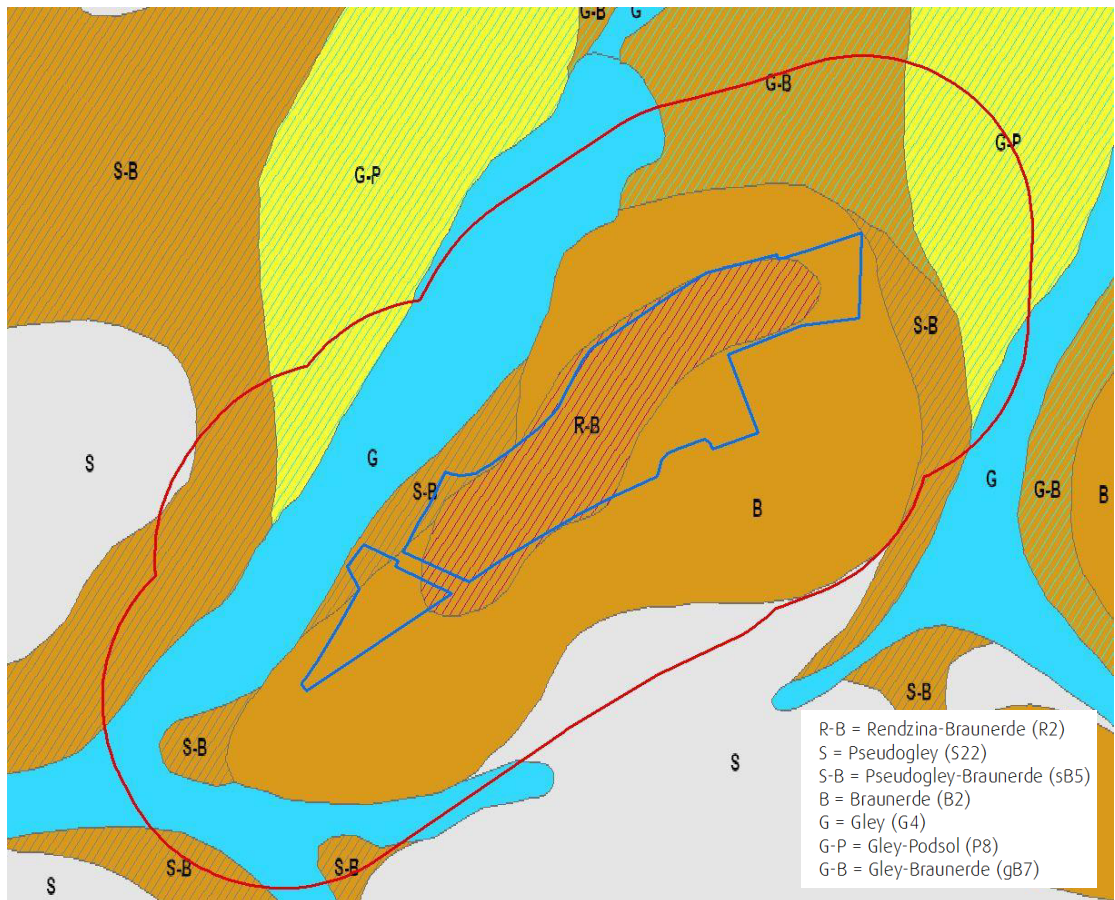 G-B
G
G-B
G-P
S-B
G-P
S-B
R-B
G
S
S-B
G
G-B
B
B
S-B
S-B
S
S-B
S-B
S
R-B = Rendzina-Braunerde (R2)
S = Pseudogley (S22)
S-B = Pseudogley-Braunerde (sB5)
B = Braunerde (B2)
G = Gley (G4)
G-P = Gley-Podsol (P8)
G-B = Gley-Braunerde (gB7)